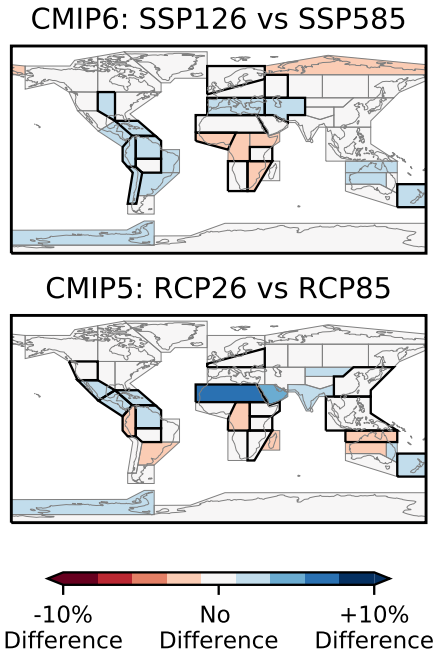 CMIP6: SSP126 vs SSP585
CMIP5: RCP26 vs RCP85
-10% No +10%
Difference Difference Difference